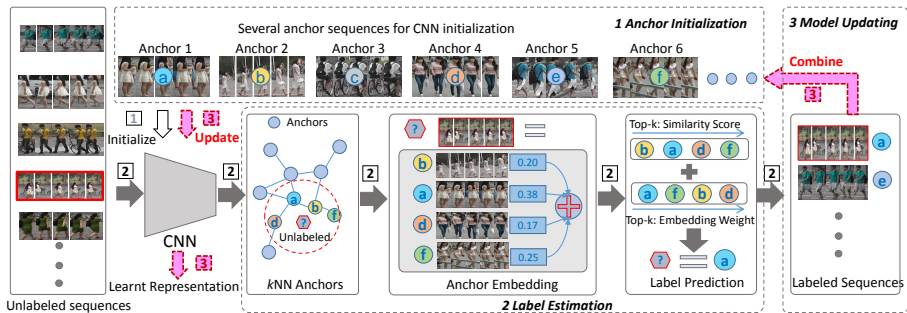 Several anchor sequences for CNN initialization
1 Anchor Initialization
3 Model Updating
Anchor 1
Anchor 2
Anchor 3
Anchor 4
Anchor 5
Anchor 6
a
b
c
d
e
f
Combine
3
1
Initialize
3
Update
2
CNN
3
Learnt Representation
Unlabeled sequences
2
Anchors
a
b
d
f
?
Unlabeled
kNN Anchors
2
?
b
0.20
a
0.38
d
0.17
f
0.25
Anchor Embedding
2
Top-k: Similarity Score
b a d f
a f b d
Top-k: Embedding Weight
? a
Label Prediction
2 Label Estimation
2
a
e
Labeled Sequences